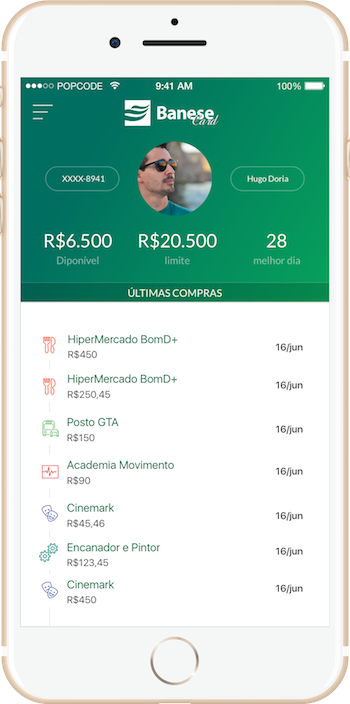 POPCODE 9:41 AM 100%
Banese
Card
XXXX-8941 Hugo Doria
R$6.500 R$20.500 28
Diponível limite melhor dia
ÚLTIMAS COMPRAS
HiperMercado BomD+ 16/jun
R$450
HiperMercado BomD+ 16/jun
R$250,45
Posto GTA 16/jun
R$150
Academia Movimento 16/jun
R$90
Cinemark 16/jun
R$45,46
Encanador e Pintor 16/jun
R$123,45
Cinemark 16/jun
R$450